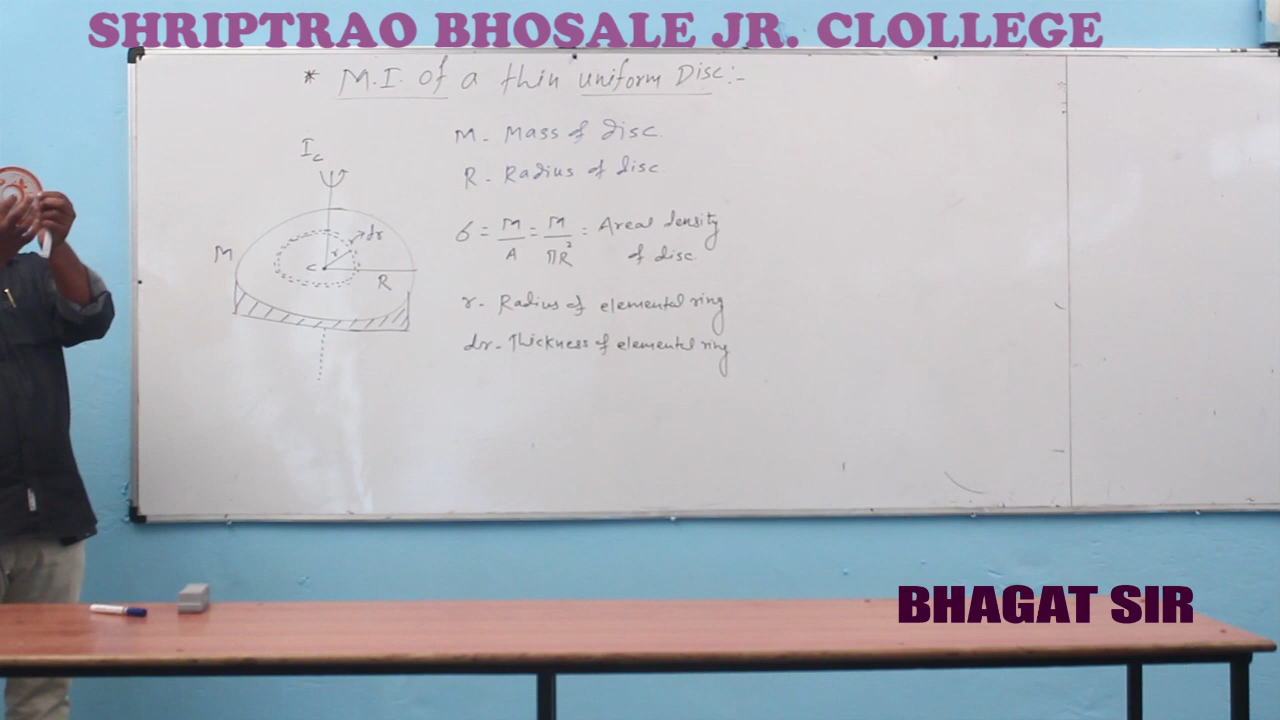 SHRIPTRAO BHOSALE JR. CLOLLEGE
* M.I. of a thin uniform Disc:-
M - Mass of disc.
R - Radius of disc
σ = M/A = M/πR² = Areal density
of disc.
r - Radius of elemental ring
dr - Thickness of elemental ring
I_c
M
dr
r
c
R
BHAGAT SIR